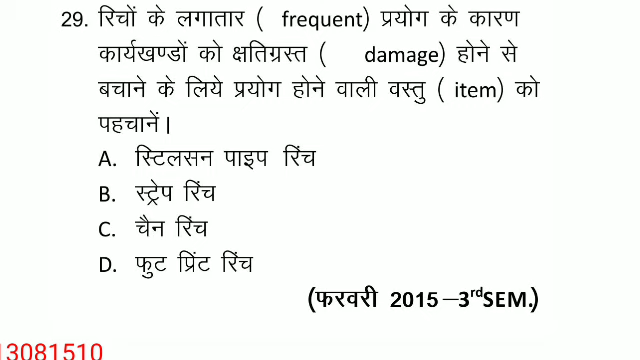 29. रिचों के लगातार ( frequent) प्रयोग के कारण
कार्यखण्डों को क्षतिग्रस्त ( damage) होने से
बचाने के लिये प्रयोग होने वाली वस्तु ( item) को
पहचानें।
A. स्टिलसन पाइप रिंच
B. स्ट्रेप रिंच
C. चैन रिंच
D. फुट प्रिंट रिंच
(फरवरी 2015–3rdSEM.)
13081510